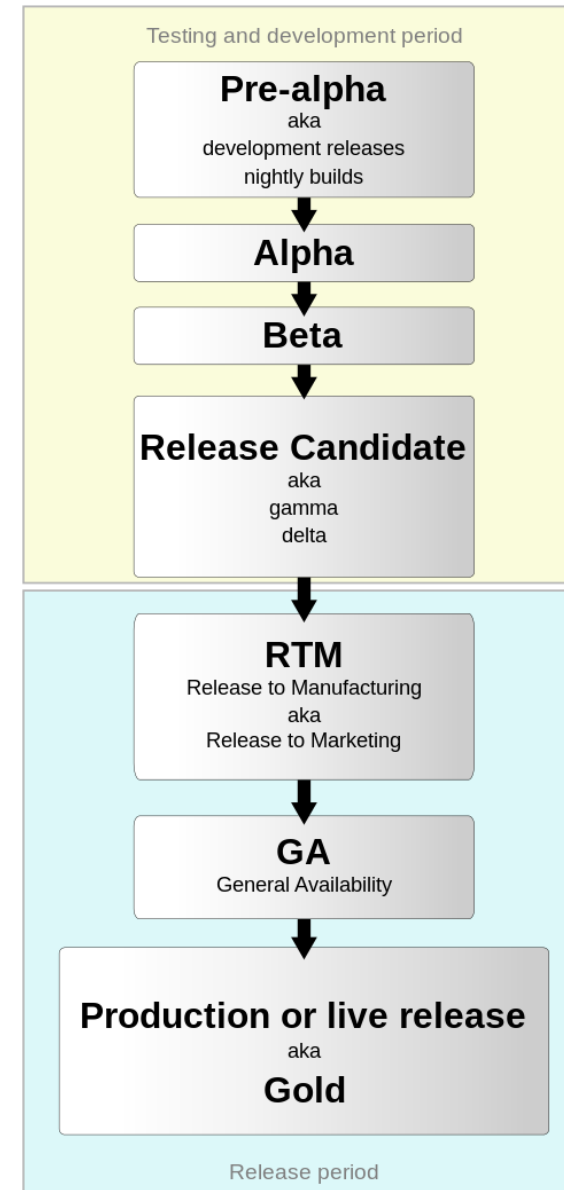 Testing and development period
Pre-alpha
aka
development releases
nightly builds
Alpha
Beta
Release Candidate
aka
gamma
delta
RTM
Release to Manufacturing
aka
Release to Marketing
GA
General Availability
Production or live release
aka
Gold
Release period